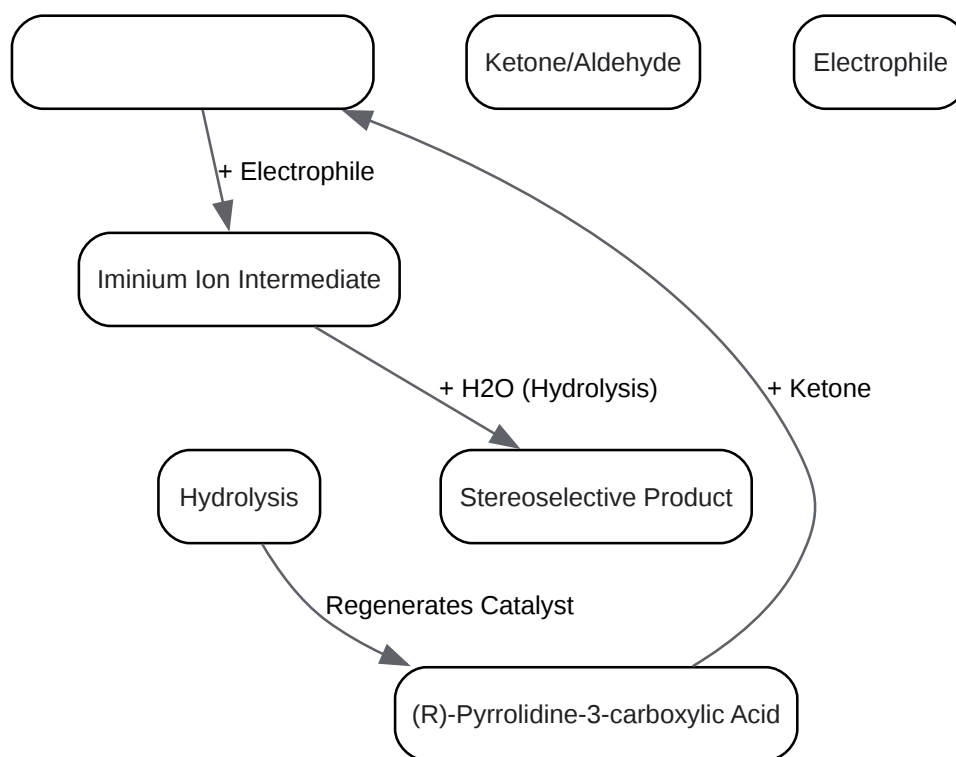 Ketone/Aldehyde
Electrophile
+ Electrophile
Iminium Ion Intermediate
+ H2O (Hydrolysis)
+ Ketone
Hydrolysis
Stereoselective Product
Regenerates Catalyst
(R)-Pyrrolidine-3-carboxylic Acid